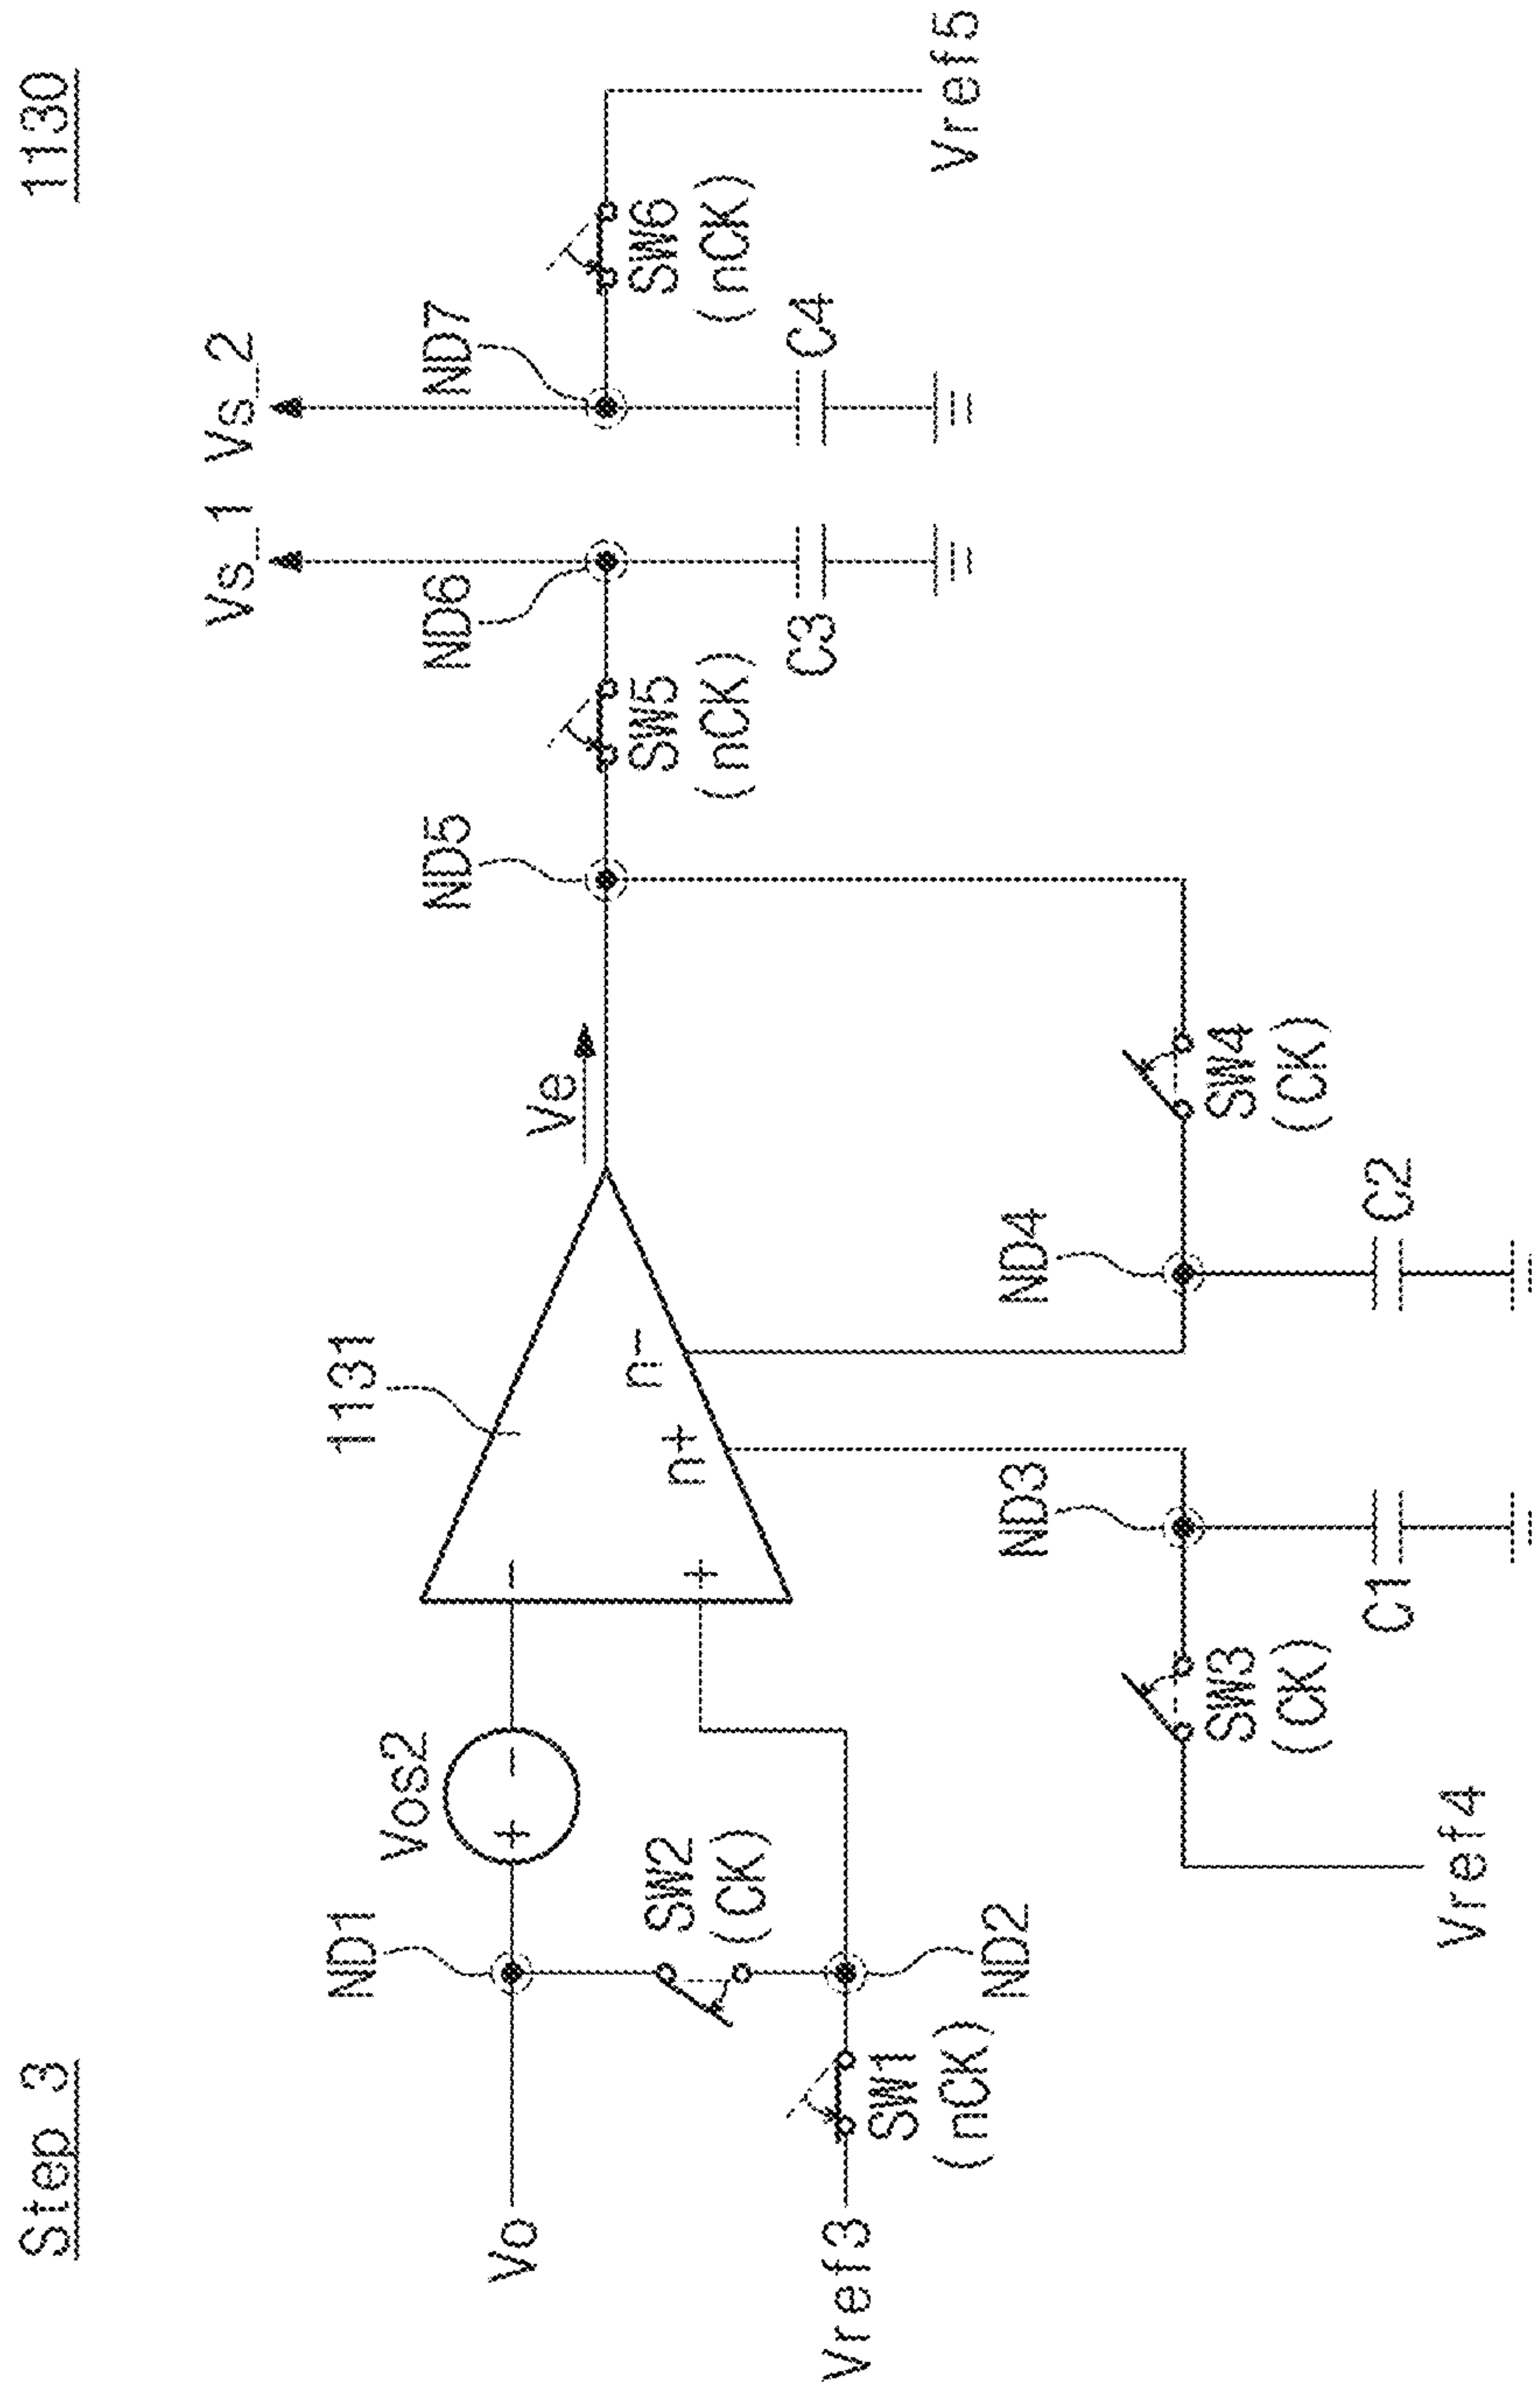 Step 3
1130
Vs_1
Vs_2
1131
Vos2
ND1
Vo
Ve
ND5
ND6
ND7
-
+
n+
n-
+
-
SW2
(CK)
SW5
(nCK)
SW6
(nCK)
C3
C4
Vref3
SW1
(nCK)
ND2
ND3
ND4
Vref5
SW3
(CK)
SW4
(CK)
C1
C2
Vref4